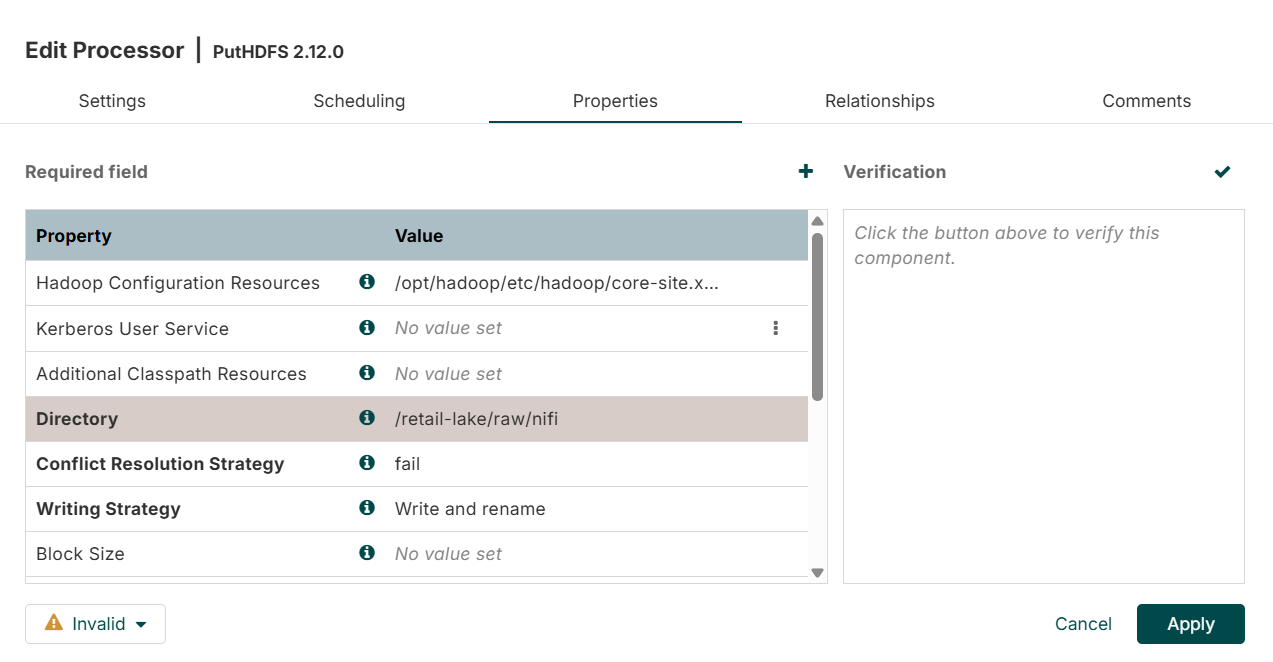 Edit Processor | PutHDFS 2.12.0
Settings Scheduling Properties Relationships Comments
Required field
Verification
Property Value
Hadoop Configuration Resources /opt/hadoop/etc/hadoop/core-site.x...
Kerberos User Service No value set
Additional Classpath Resources No value set
Directory /retail-lake/raw/nifi
Conflict Resolution Strategy fail
Writing Strategy Write and rename
Block Size No value set
Click the button above to verify this
component.
Invalid
Cancel Apply